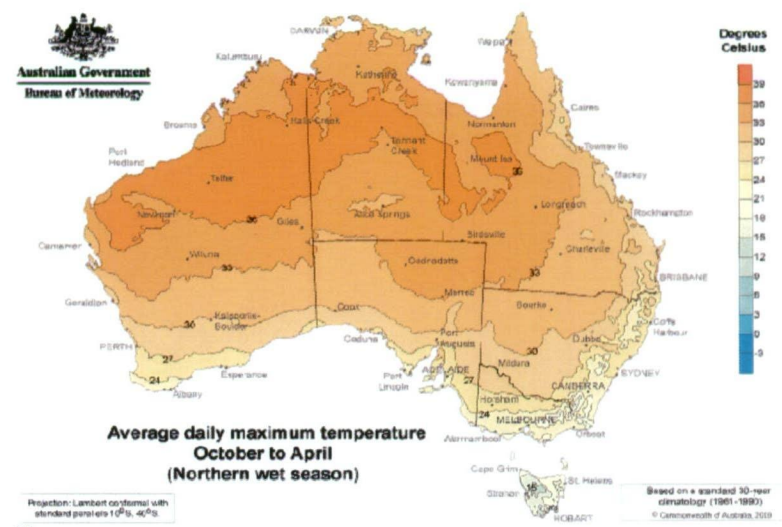 Australian Government
Bureau of Meteorology
Degrees
Celsius
39
36
33
30
27
24
21
18
15
12
9
6
3
0
-3
DARWIN
Weipa
Kalumburu
Katherine
Kowanyama
Cairns
Broome
Halls Creek
Normanton
Tennant
Creek
Townsville
Port
Hedland
Mount Isa
Telfer
Mackay
Longreach
Newman
Alice Springs
Rockhampton
Giles
Carnarvon
Birdsville
Wiluna
Oodnadatta
Charleville
BRISBANE
Geraldton
Marree
Bourke
Kalgoorlie-
Boulder
Cook
Coffs
Harbour
PERTH
Ceduna
Port
Augusta
Dubbo
Mildura
SYDNEY
Esperance
Port
Lincoln
ADELAIDE
CANBERRA
Albany
Horsham
MELBOURNE
Warrnambool
Orbost
Average daily maximum temperature
October to April
(Northern wet season)
Cape Grim
St. Helens
Strahan
HOBART
Projection: Lambert conformal with
standard parallels 10°S, 40°S.
Based on a standard 30-year
climatology (1961-1990)
© Commonwealth of Australia,